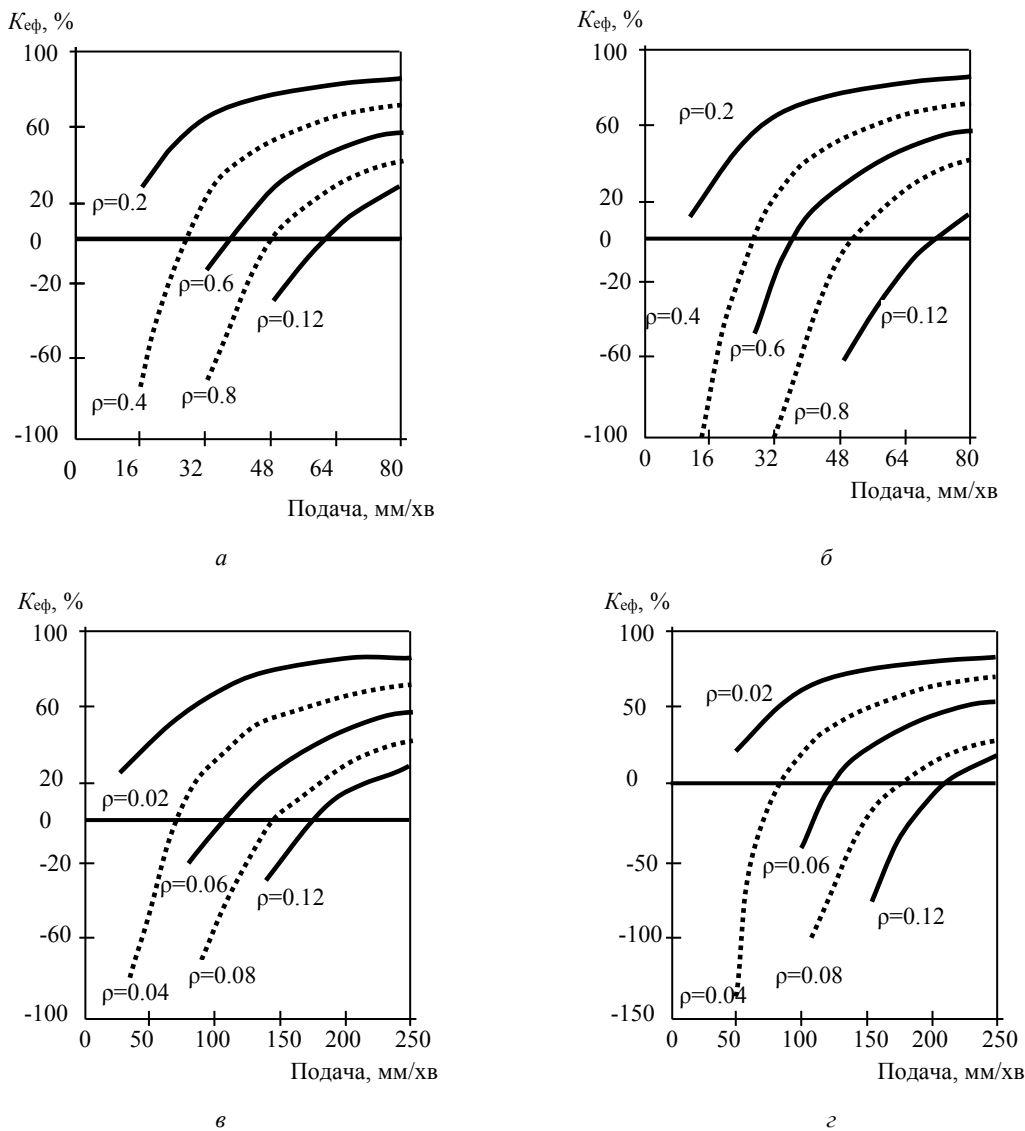 Kеф, %
100
60
20
0
-20
-60
-100
ρ=0.2
ρ=0.6
ρ=0.12
ρ=0.4
ρ=0.8
0 16 32 48 64 80
Подача, мм/хв
а
Kеф, %
100
60
20
0
-20
-60
-100
ρ=0.2
ρ=0.4
ρ=0.12
ρ=0.6
ρ=0.8
0 16 32 48 64 80
Подача, мм/хв
б
Kеф, %
100
60
20
0
-20
-60
-100
ρ=0.02
ρ=0.06
ρ=0.12
ρ=0.08
ρ=0.04
0 50 100 150 200 250
Подача, мм/хв
в
Kеф, %
100
50
0
-50
-100
-150
ρ=0.02
ρ=0.06
ρ=0.12
ρ=0.08
ρ=0.04
0 50 100 150 200 250
Подача, мм/хв
г